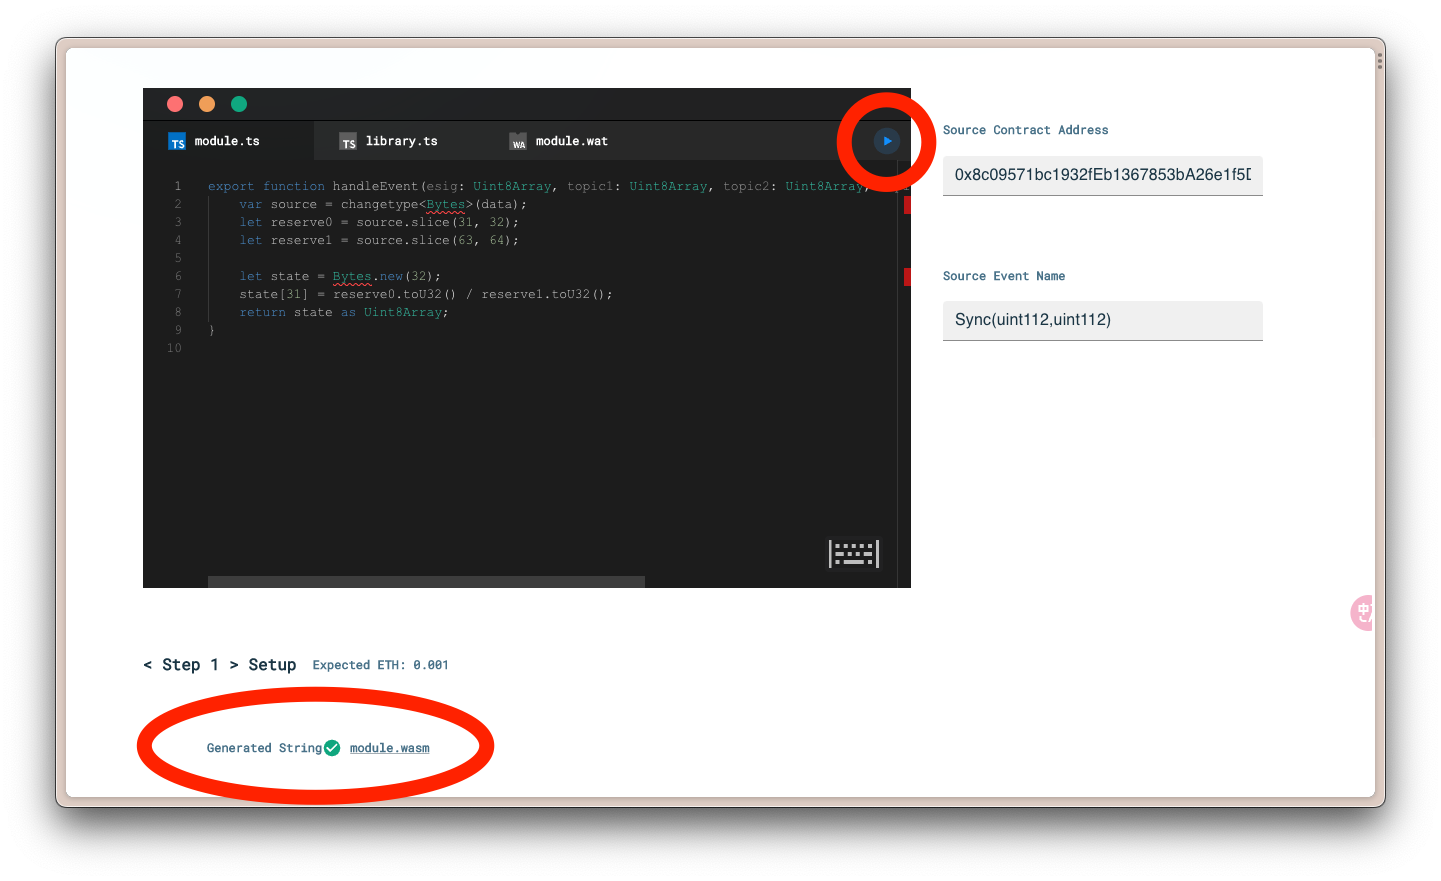 TS module.ts TS library.ts WA module.wat
1 export function handleEvent(esig: Uint8Array, topic1: Uint8Array, topic2: Uint8Array,
2 var source = changetype<Bytes>(data);
3 let reserve0 = source.slice(31, 32);
4 let reserve1 = source.slice(63, 64);
5
6 let state = Bytes.new(32);
7 state[31] = reserve0.toU32() / reserve1.toU32();
8 return state as Uint8Array;
9 }
10
Source Contract Address
0x8c09571bc1932fEb1367853bA26e1f5
Source Event Name
Sync(uint112,uint112)
中
< Step 1 > Setup Expected ETH: 0.001
Generated String module.wasm